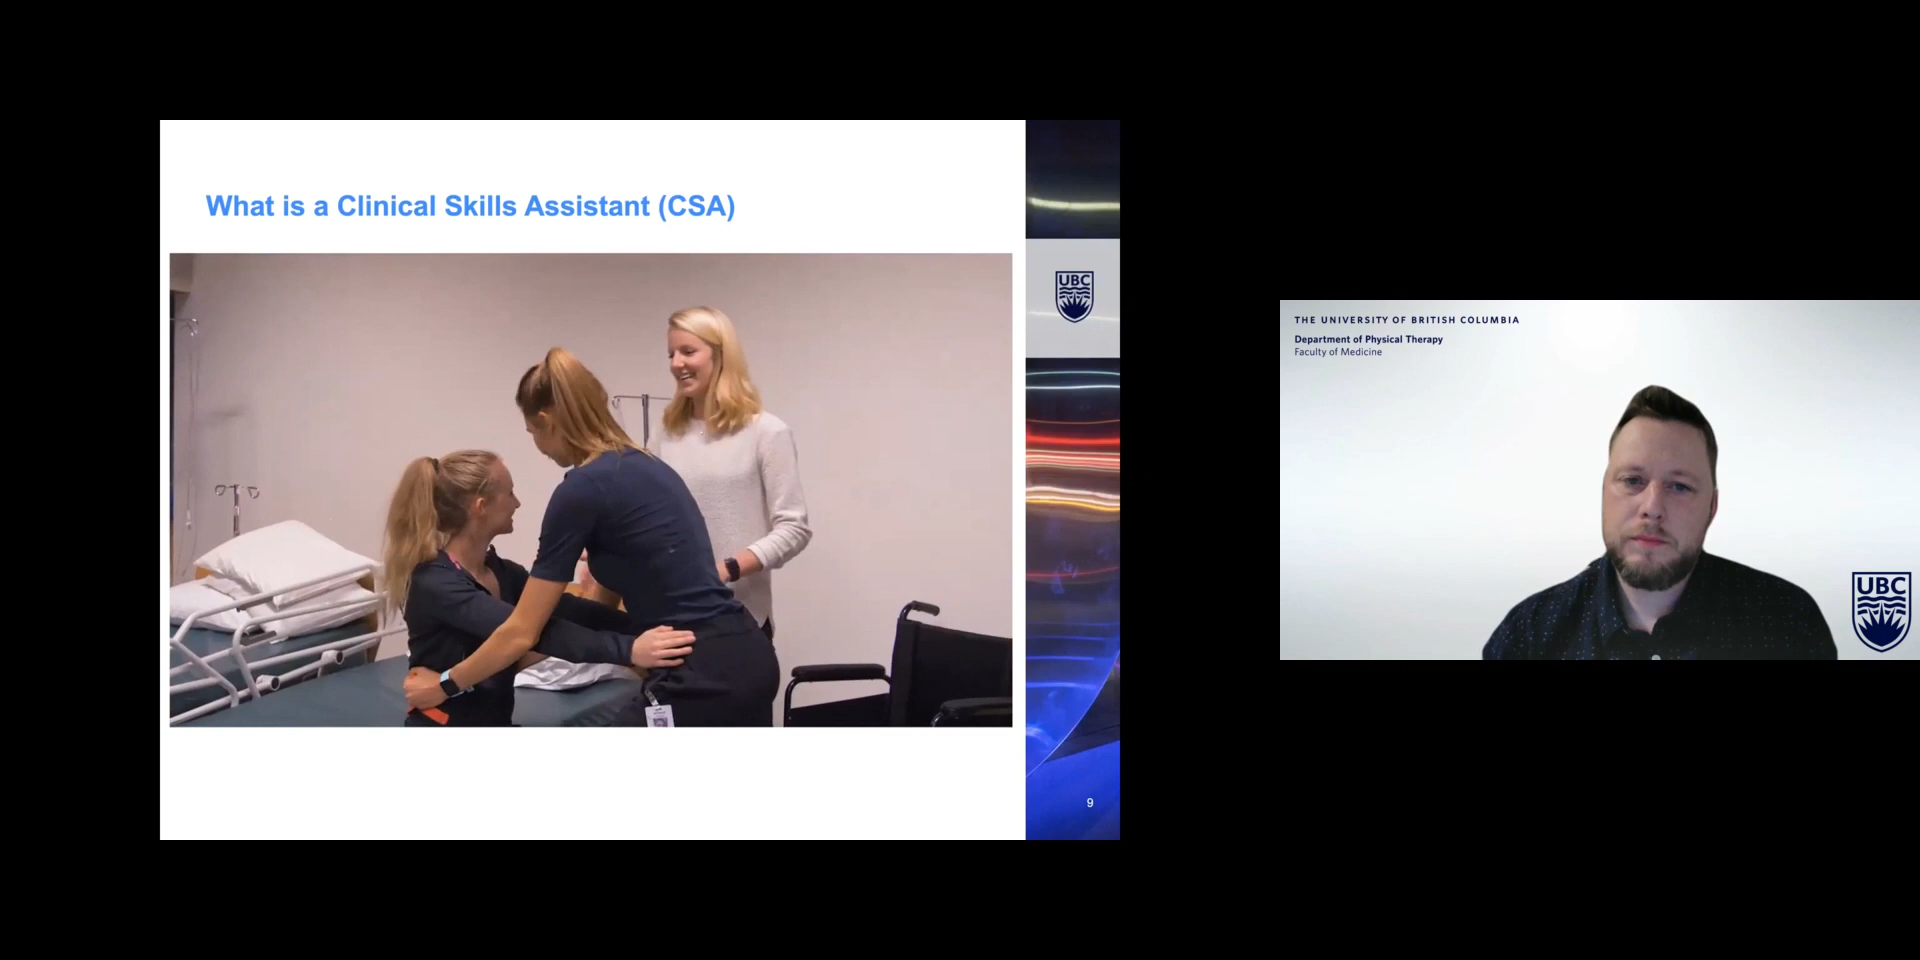 What is a Clinical Skills Assistant (CSA)
UBC
9
THE UNIVERSITY OF BRITISH COLUMBIA
Department of Physical Therapy
Faculty of Medicine
UBC